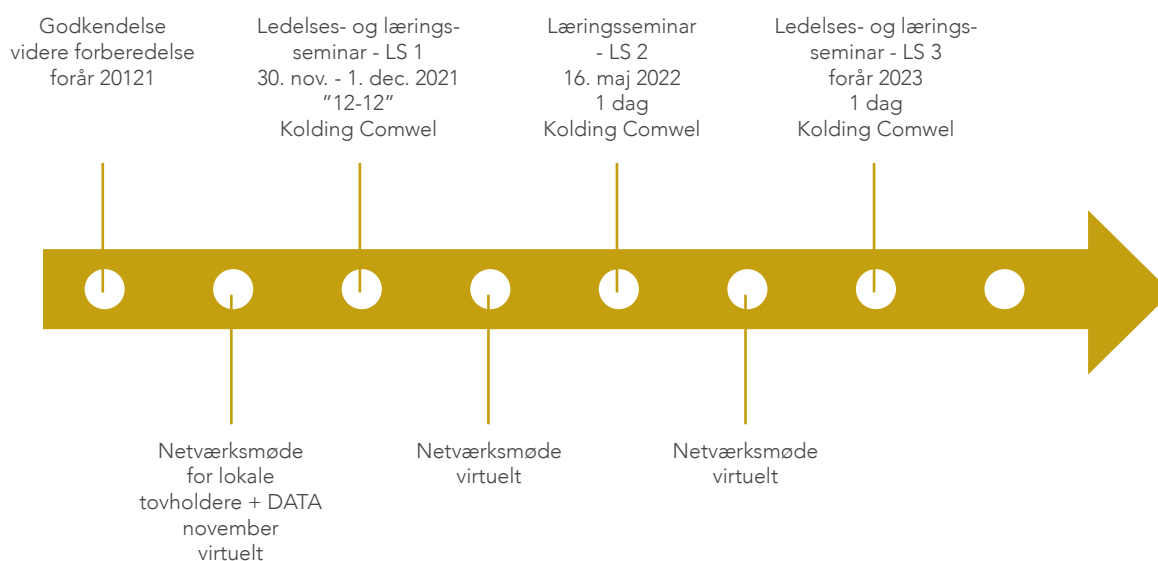 Godkendelse
videre forberedelse
forår 20121
Ledelses- og lærings-
seminar - LS 1
30. nov. - 1. dec. 2021
”12-12”
Kolding Comwel
Læringsseminar
- LS 2
16. maj 2022
1 dag
Kolding Comwel
Ledelses- og lærings-
seminar - LS 3
forår 2023
1 dag
Kolding Comwel
Netværksmøde
for lokale
tovholdere + DATA
november
virtuelt
Netværksmøde
virtuelt
Netværksmøde
virtuelt